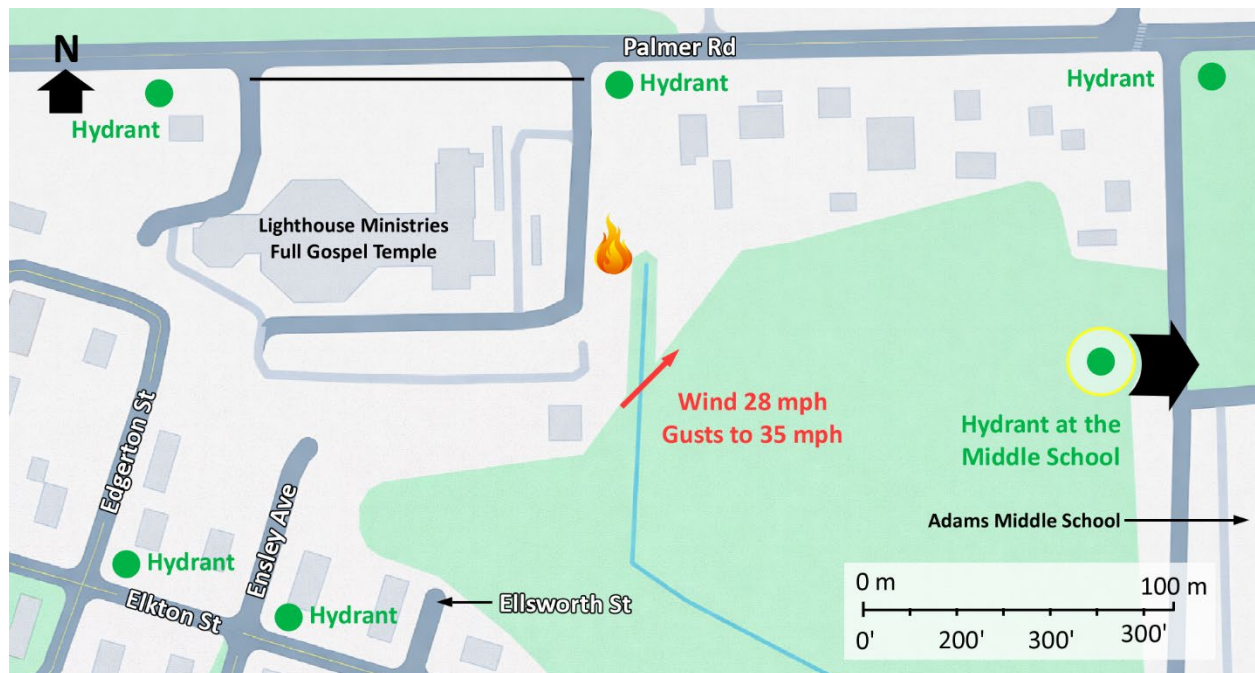 N
Palmer Rd
Hydrant
Hydrant
Hydrant
Lighthouse Ministries
Full Gospel Temple
Wind 28 mph
Gusts to 35 mph
Hydrant at the
Middle School
Edgerton St
Ensley Ave
Adams Middle School
Hydrant
Elkton St
Hydrant
Ellsworth St
0 m
100 m
0'
200'
300'
300'